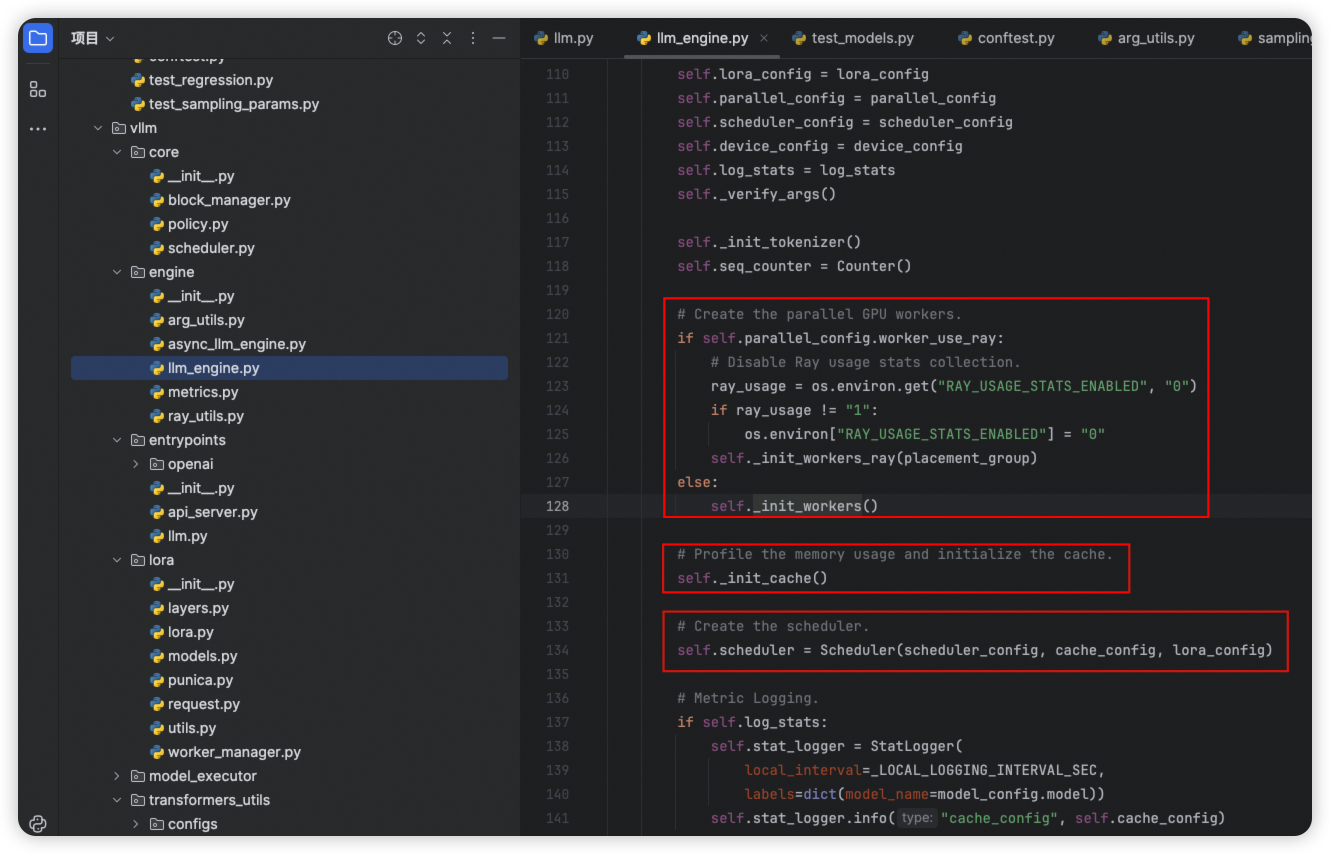 项目
conftest.py
test_regression.py
test_sampling_params.py
vllm
core
__init__.py
block_manager.py
policy.py
scheduler.py
engine
__init__.py
arg_utils.py
async_llm_engine.py
llm_engine.py
metrics.py
ray_utils.py
entrypoints
openai
__init__.py
api_server.py
llm.py
lora
__init__.py
layers.py
lora.py
models.py
punica.py
request.py
utils.py
worker_manager.py
model_executor
transformers_utils
configs
llm.py
llm_engine.py
test_models.py
conftest.py
arg_utils.py
sampling
110 self.lora_config = lora_config
111 self.parallel_config = parallel_config
112 self.scheduler_config = scheduler_config
113 self.device_config = device_config
114 self.log_stats = log_stats
115 self._verify_args()
116
117 self._init_tokenizer()
118 self.seq_counter = Counter()
119
120 # Create the parallel GPU workers.
121 if self.parallel_config.worker_use_ray:
122 # Disable Ray usage stats collection.
123 ray_usage = os.environ.get("RAY_USAGE_STATS_ENABLED", "0")
124 if ray_usage != "1":
125 os.environ["RAY_USAGE_STATS_ENABLED"] = "0"
126 self._init_workers_ray(placement_group)
127 else:
128 self._init_workers()
129
130 # Profile the memory usage and initialize the cache.
131 self._init_cache()
132
133 # Create the scheduler.
134 self.scheduler = Scheduler(scheduler_config, cache_config, lora_config)
135
136 # Metric Logging.
137 if self.log_stats:
138 self.stat_logger = StatLogger(
139 local_interval=_LOCAL_LOGGING_INTERVAL_SEC,
140 labels=dict(model_name=model_config.model))
141 self.stat_logger.info( type: "cache_config", self.cache_config)